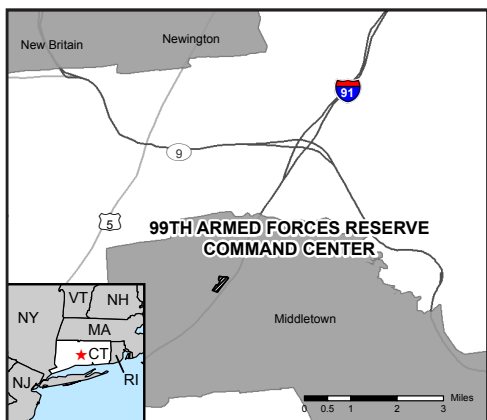 New Britain
Newington
91
9
5
99TH ARMED FORCES RESERVE
COMMAND CENTER
Middletown
VT
NH
NY
MA
CT
RI
NJ
Miles
0 0.5 1 2 3